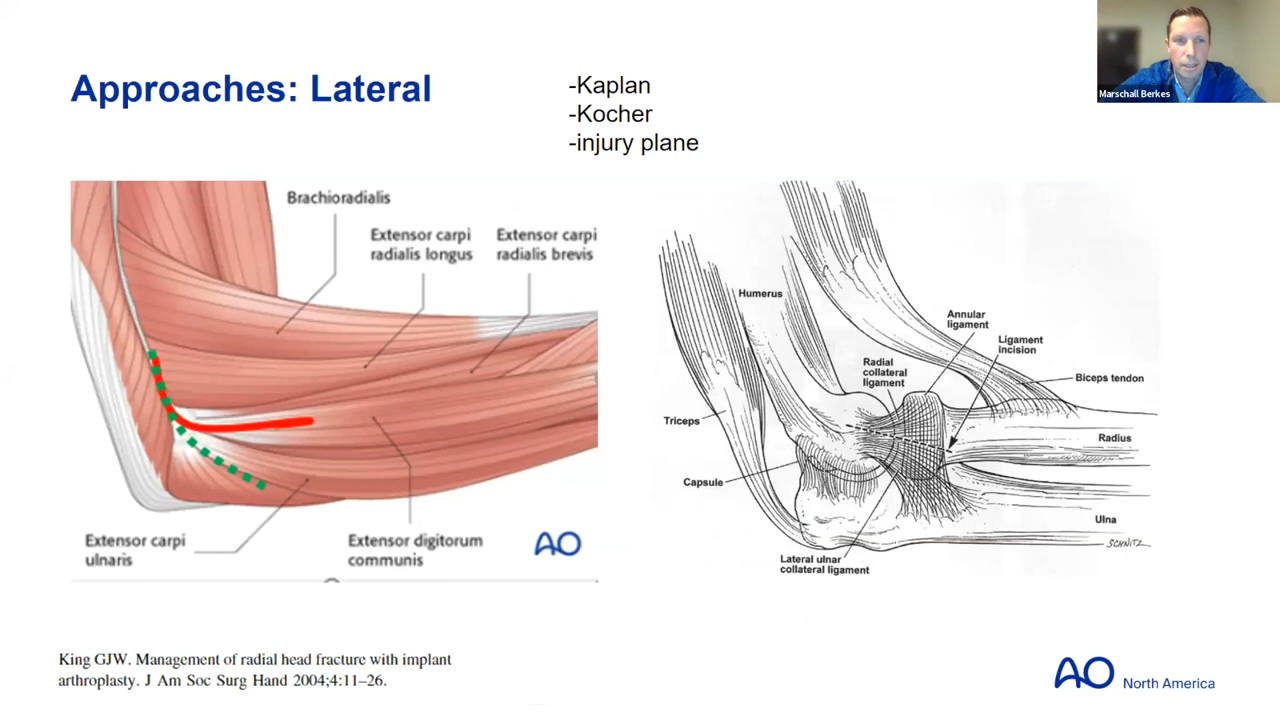 Approaches: Lateral
-Kaplan
-Kocher
-injury plane
Marschall Berkes
Brachioradialis
Extensor carpi
radialis longus
Extensor carpi
radialis brevis
Extensor carpi
ulnaris
Extensor digitorum
communis
AO
Humerus
Annular
ligament
Ligament
incision
Radial
collateral
ligament
Biceps tendon
Triceps
Radius
Capsule
Ulna
Lateral ulnar
collateral ligament
SCHNITZ
King GJW. Management of radial head fracture with implant
arthroplasty. J Am Soc Surg Hand 2004;4:11–26.
AO North America